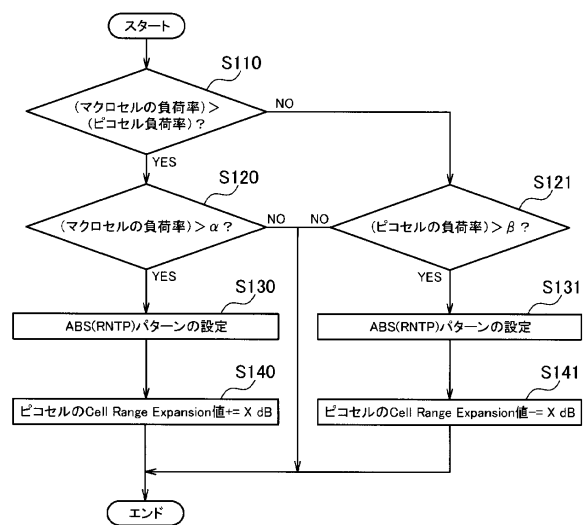 スタート
S110
(マクロセルの負荷率)>
(ピコセル負荷率)?
NO
YES
S120
(マクロセルの負荷率)>α?
NO
NO
S121
(ピコセルの負荷率)>β?
YES
YES
S130
ABS(RNTP)パターンの設定
S131
ABS(RNTP)パターンの設定
S140
ピコセルのCell Range Expansion値+= X dB
S141
ピコセルのCell Range Expansion値-= X dB
エンド